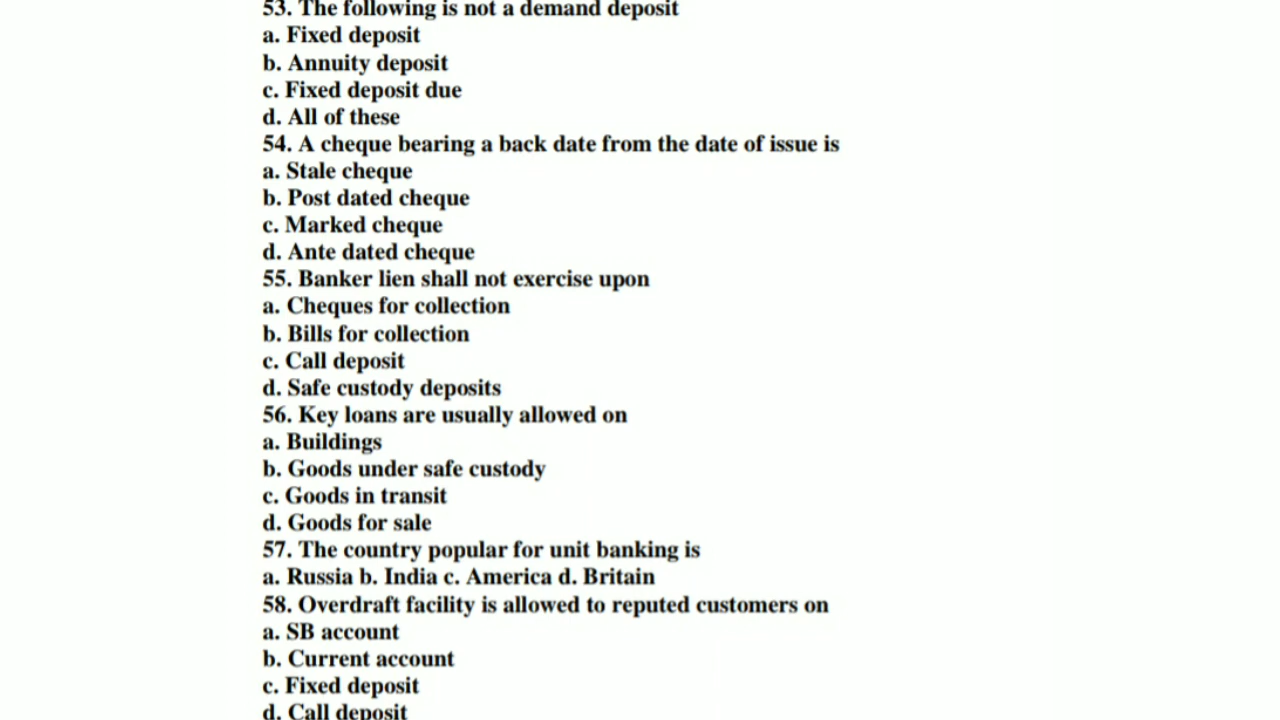 53. The following is not a demand deposit
a. Fixed deposit
b. Annuity deposit
c. Fixed deposit due
d. All of these
54. A cheque bearing a back date from the date of issue is
a. Stale cheque
b. Post dated cheque
c. Marked cheque
d. Ante dated cheque
55. Banker lien shall not exercise upon
a. Cheques for collection
b. Bills for collection
c. Call deposit
d. Safe custody deposits
56. Key loans are usually allowed on
a. Buildings
b. Goods under safe custody
c. Goods in transit
d. Goods for sale
57. The country popular for unit banking is
a. Russia b. India c. America d. Britain
58. Overdraft facility is allowed to reputed customers on
a. SB account
b. Current account
c. Fixed deposit
d. Call deposit